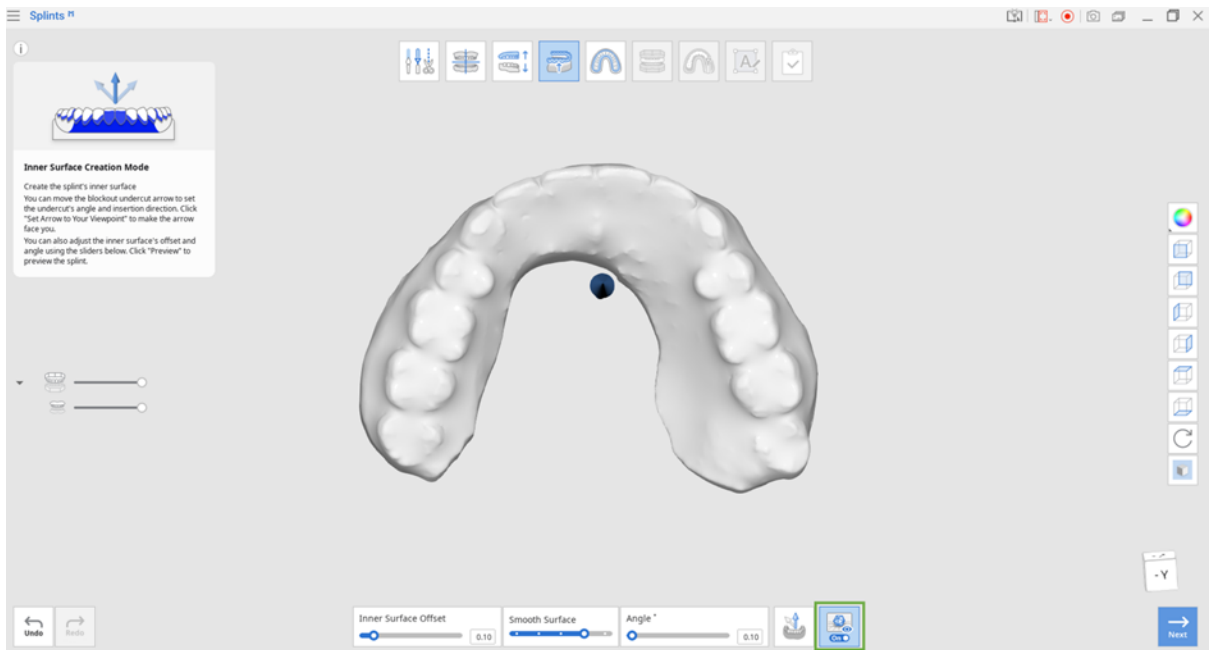 Splints
Inner Surface Creation Mode
Create the splint's inner surface
You can move the blockout undercut arrow to set
the undercut's angle and insertion direction. Click
"Set Arrow to Your Viewpoint" to make the arrow
face you.
You can also adjust the inner surface's offset and
angle using the sliders below. Click "Preview" to
preview the splint.
- Y
Undo
Redo
Inner Surface Offset
0.10
Smooth Surface
Angle °
0.10
On
Next